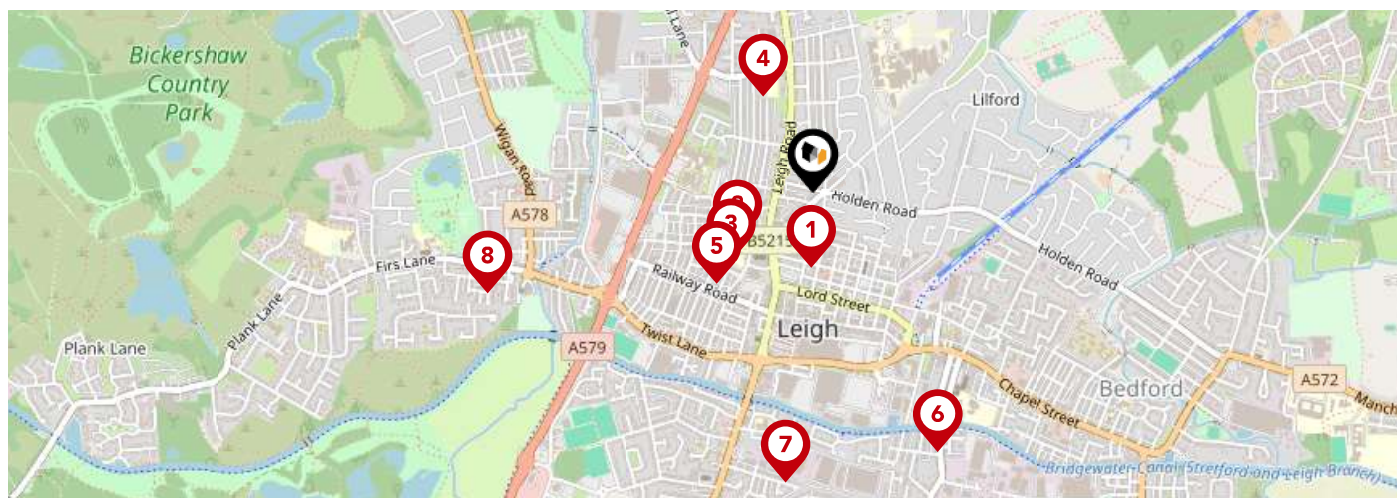 Bickershaw
Country
Park
Wigan Road
A578
Firs Lane
Plank Lane
Plank Lane
8
4
Leigh Road
Lilford
Holden Road
Holden Road
3
5
1
B5215
Railway Road
Lord Street
Leigh
Twist Lane
A579
Chapel Street
Bedford
A572
6
7
Bridgewater Canal (Stretford and Leigh Branch)